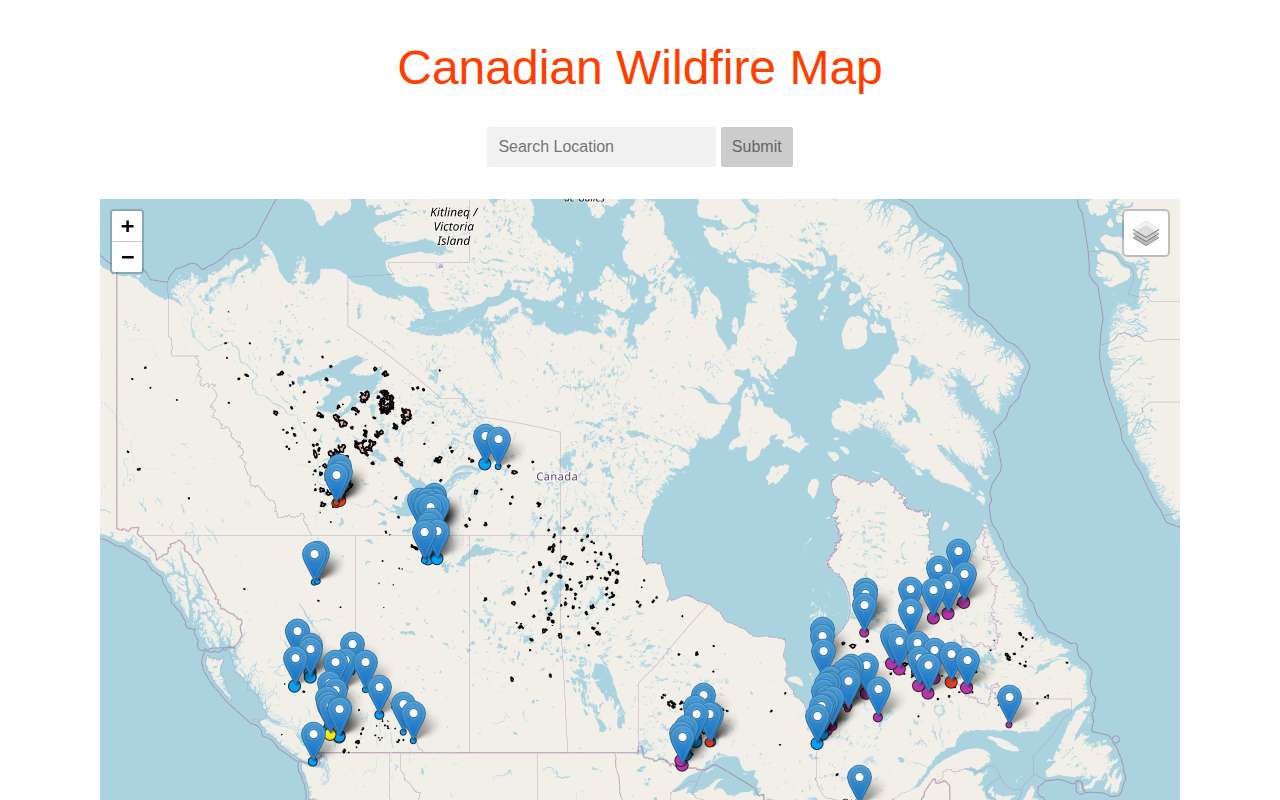 Canadian Wildfire Map
Search Location Submit
Kitlineq /
Victoria
Island
+
−
Canada